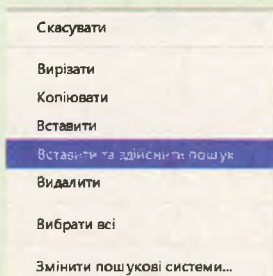 Скасувати
Вирізати
Копіювати
Вставити
Вставити та здійснити пошук
Видалити
Вибрати всі
Змінити пошукові системи...